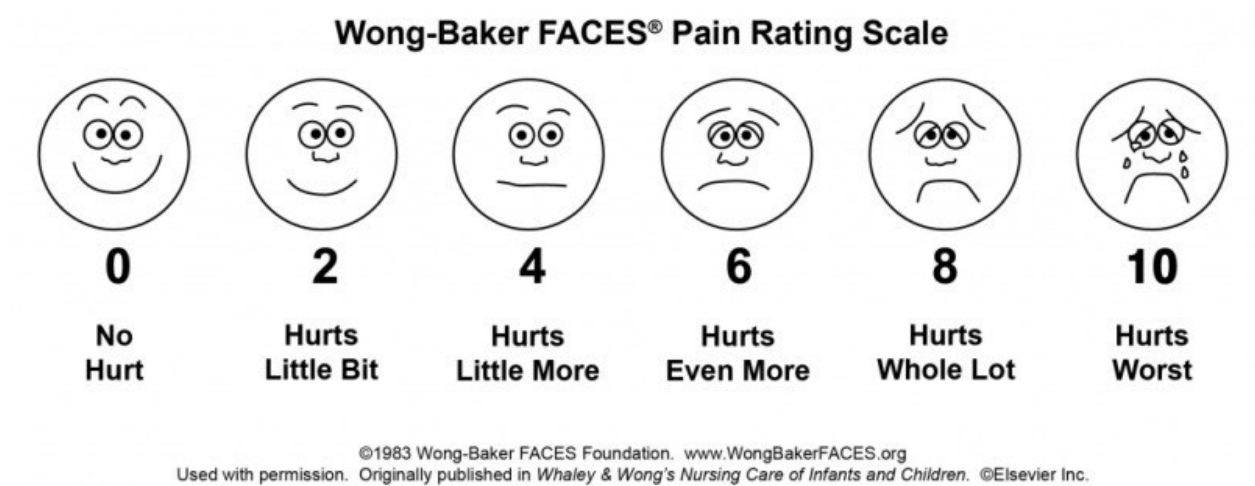 Wong-Baker FACES® Pain Rating Scale
0 2 4 6 8 10
No Hurts Hurts Hurts Hurts Hurts
Hurt Little Bit Little More Even More Whole Lot Worst
©1983 Wong-Baker FACES Foundation. www.WongBakerFACES.org
Used with permission. Originally published in Whaley & Wong's Nursing Care of Infants and Children. ©Elsevier Inc.